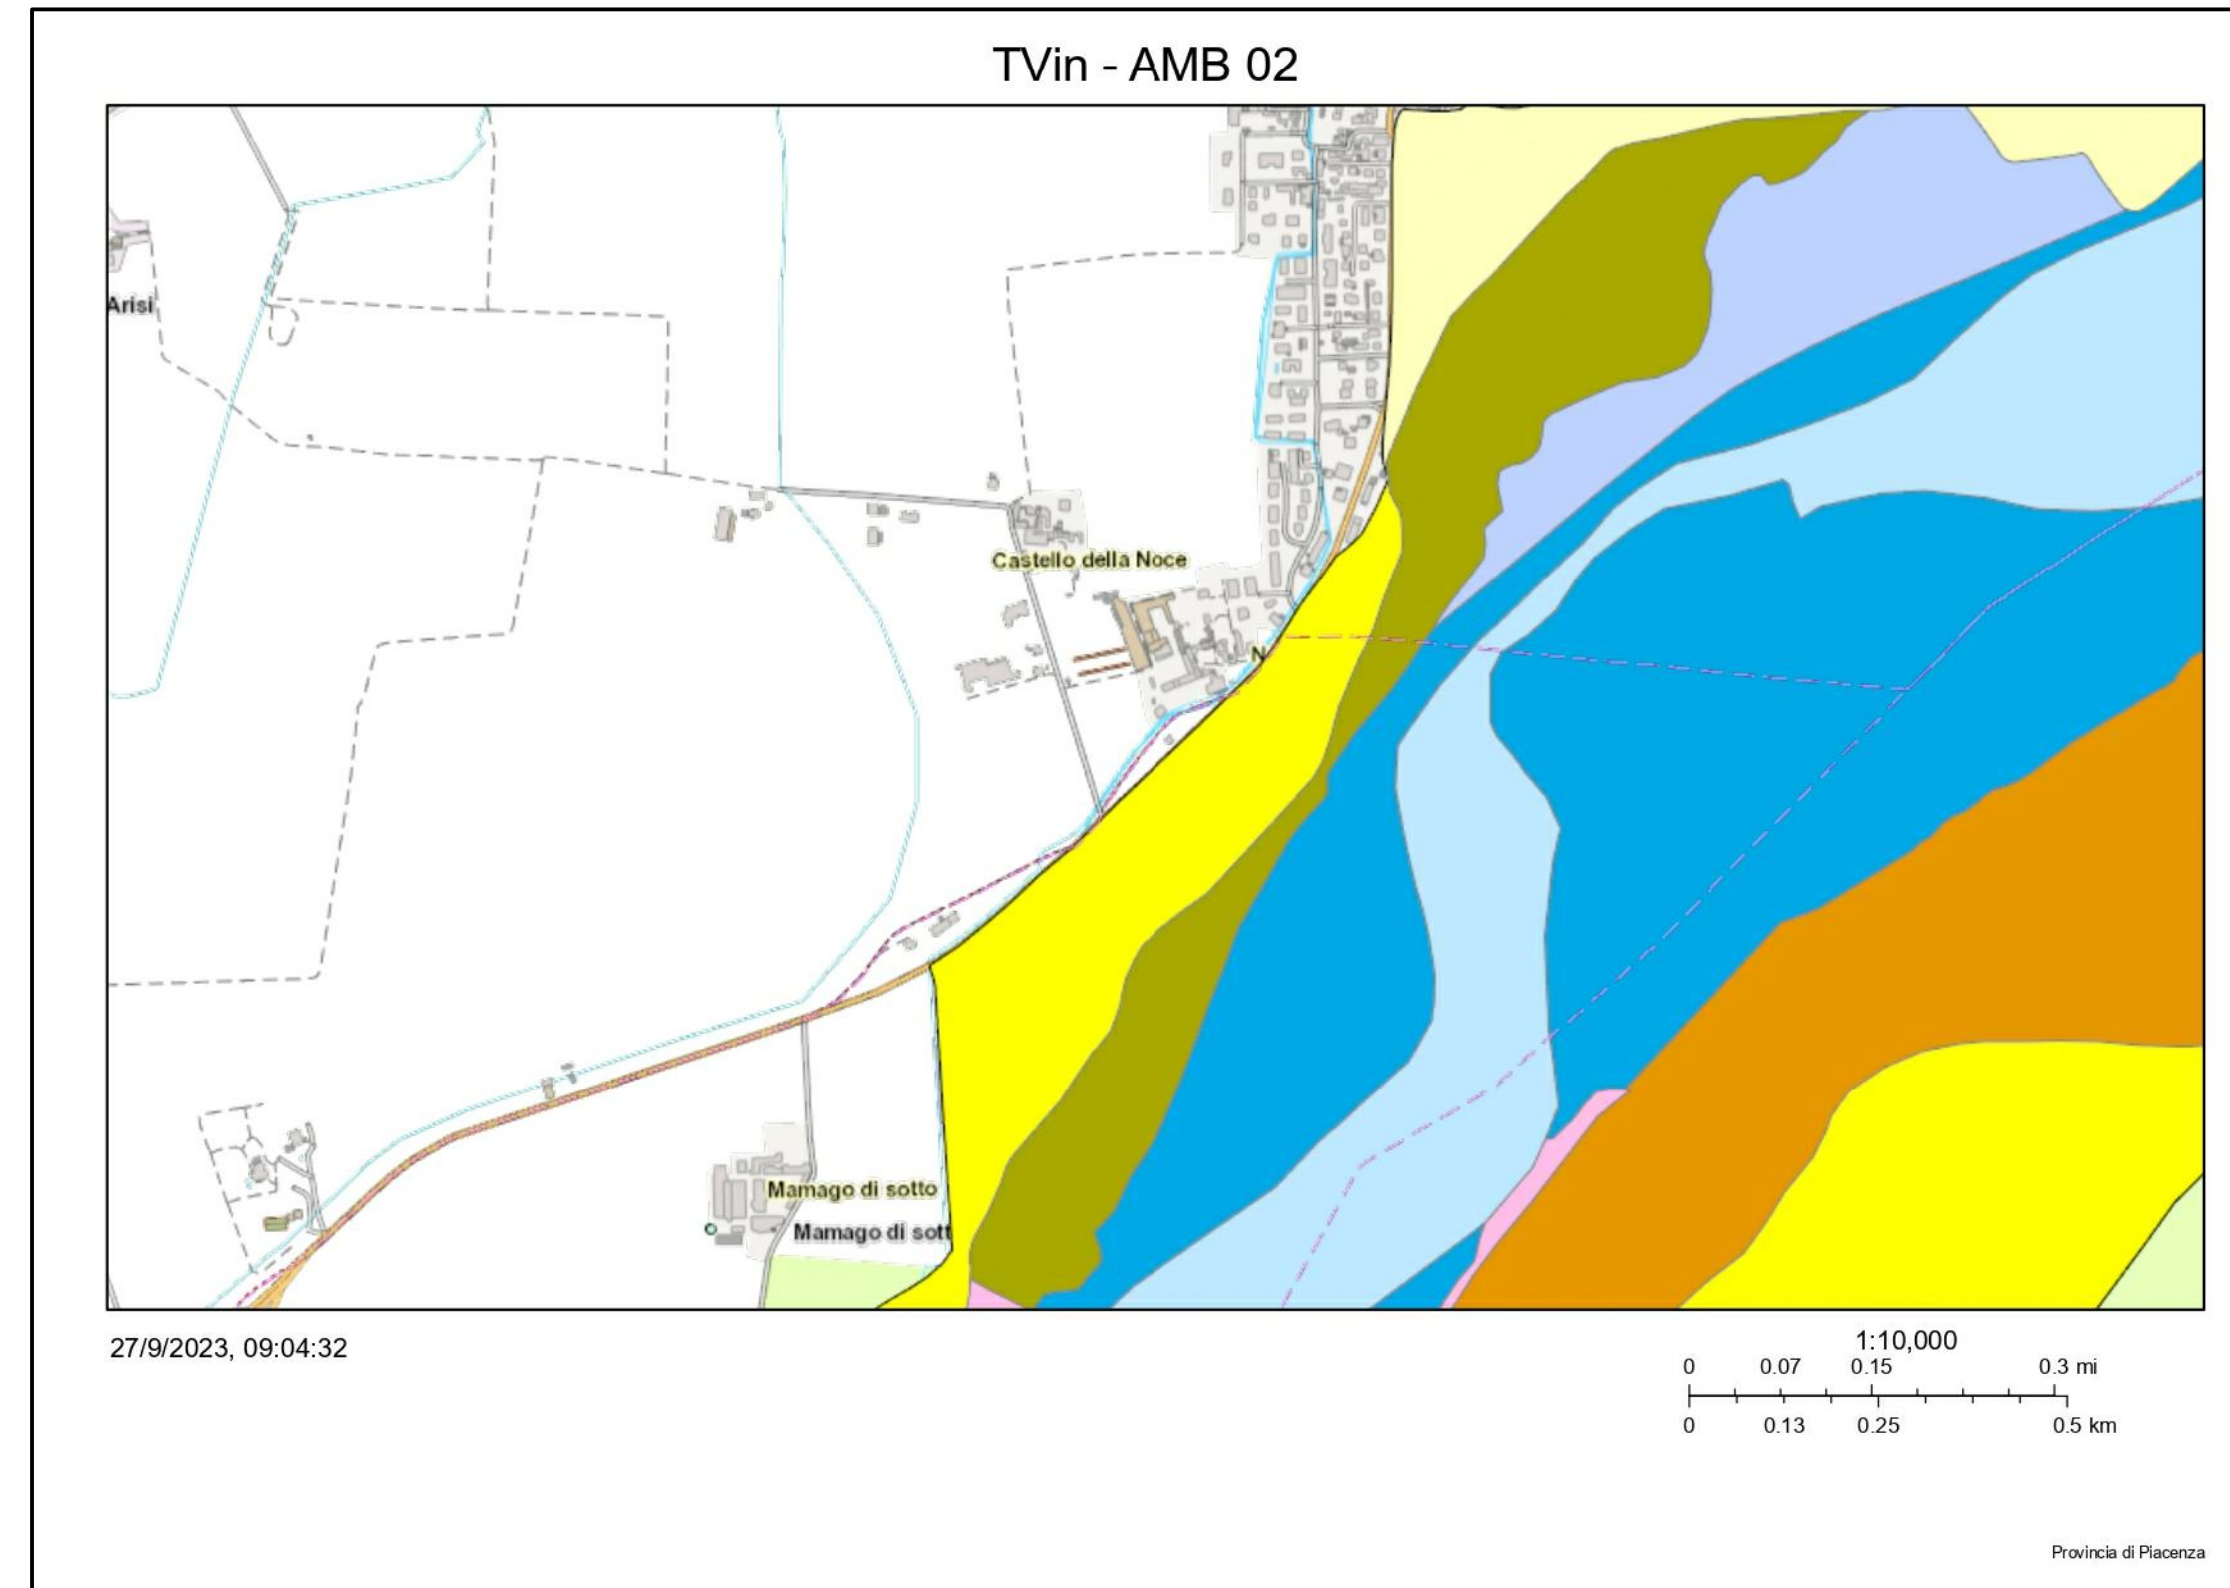 TVin - AMB 02
Arisi
Castello della Noce
N
Mamago di sotto
Mamago di sott
27/9/2023, 09:04:32
1:10,000
0 0.07 0.15 0.3 mi
0 0.13 0.25 0.5 km
Provincia di Piacenza